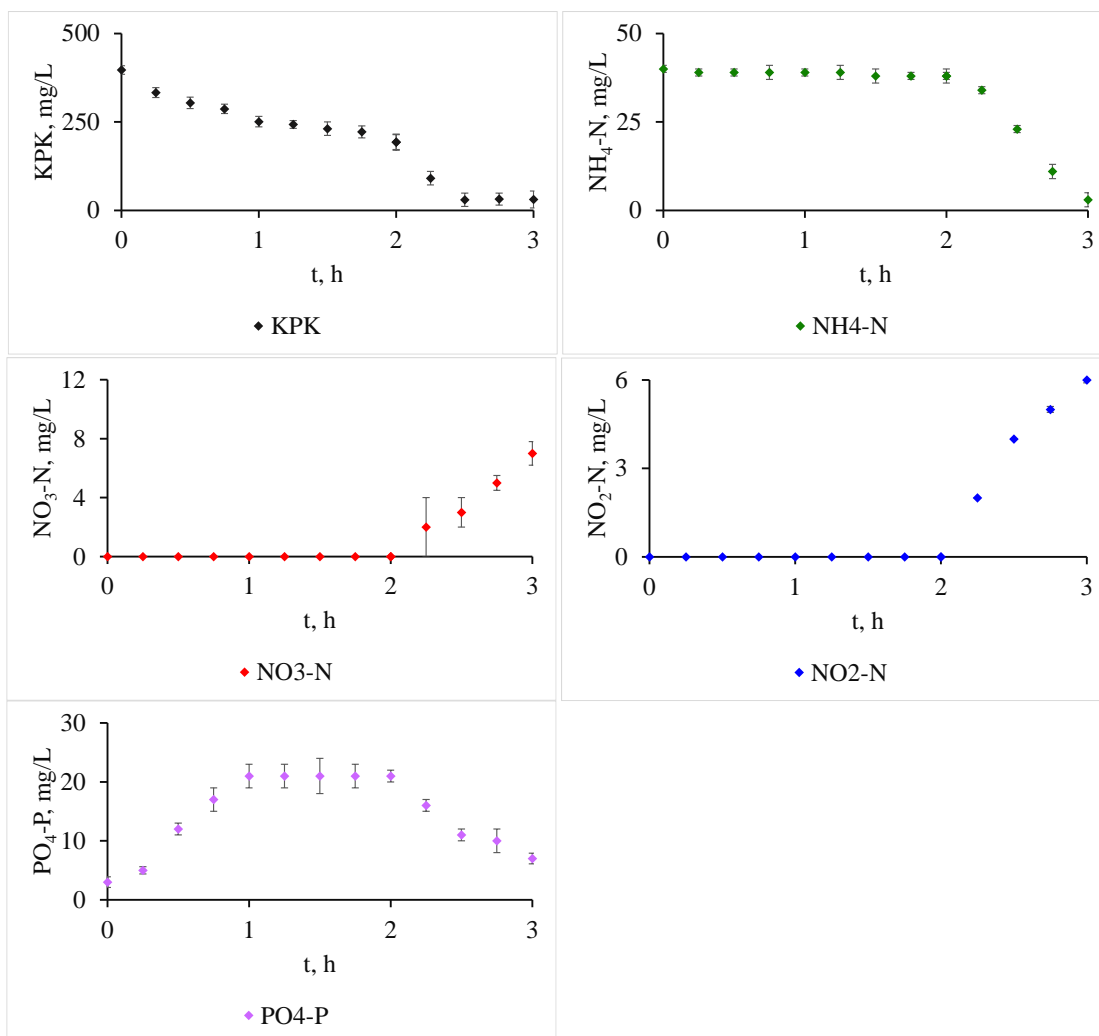 KPK, mg/L
500
250
0
0 1 2 3
t, h
KPK
NH4-N, mg/L
50
25
0
0 1 2 3
t, h
NH4-N
NO3-N, mg/L
12
8
4
0
0 1 2 3
t, h
NO3-N
NO2-N, mg/L
6
3
0
0 1 2 3
t, h
NO2-N
PO4-P, mg/L
30
20
10
0
0 1 2 3
t, h
PO4-P